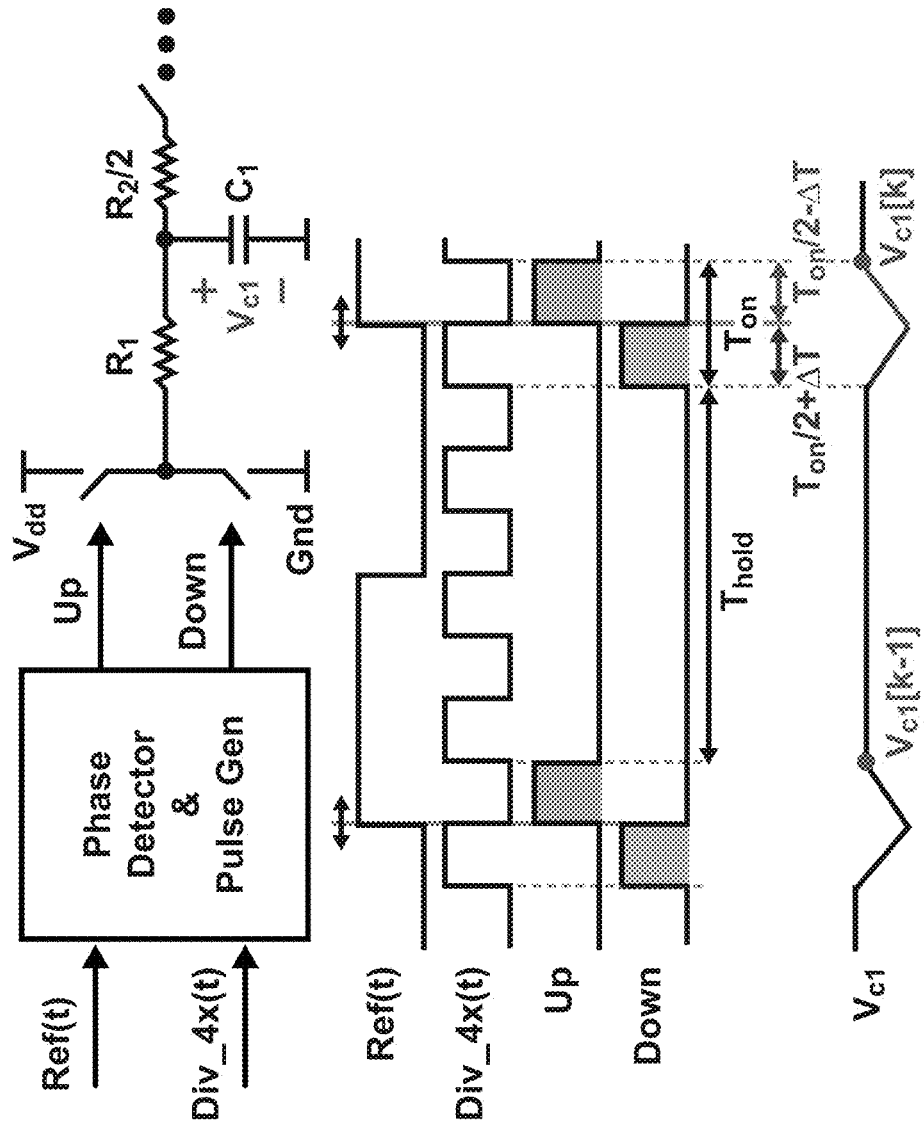 Ref(t)
Div_4x(t)
Phase
Detector
&
Pulse Gen
Up
Down
Vdd
Gnd
R1
R2/2
+
Vc1
–
C1
Ref(t)
Div_4x(t)
Up
Down
Thold
Ton
Ton/2+ΔT
Ton/2-ΔT
Vc1
Vc1[k-1]
Vc1[k]